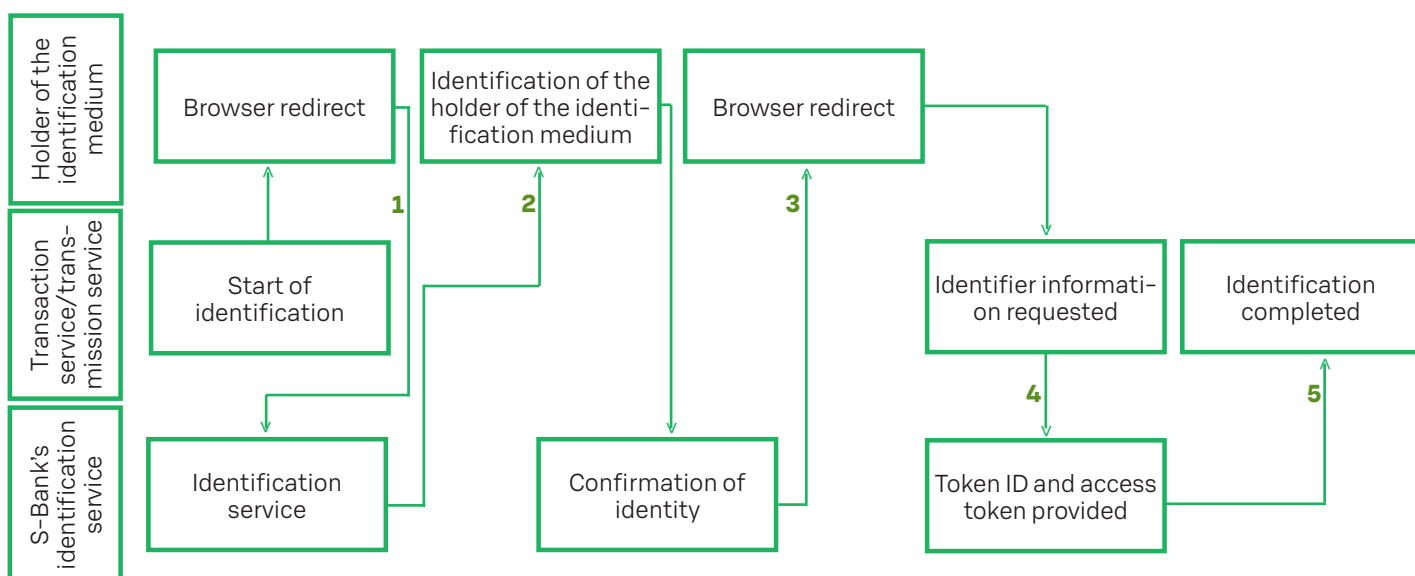 Holder of the
identification
medium
Browser redirect
Identification of the
holder of the identi-
fication medium
Browser redirect
1
2
3
Transaction
service/trans-
mission service
Start of
identification
Identifier informati-
on requested
Identification
completed
4
5
S-Bank's
identification
service
Identification
service
Confirmation of
identity
Token ID and access
token provided